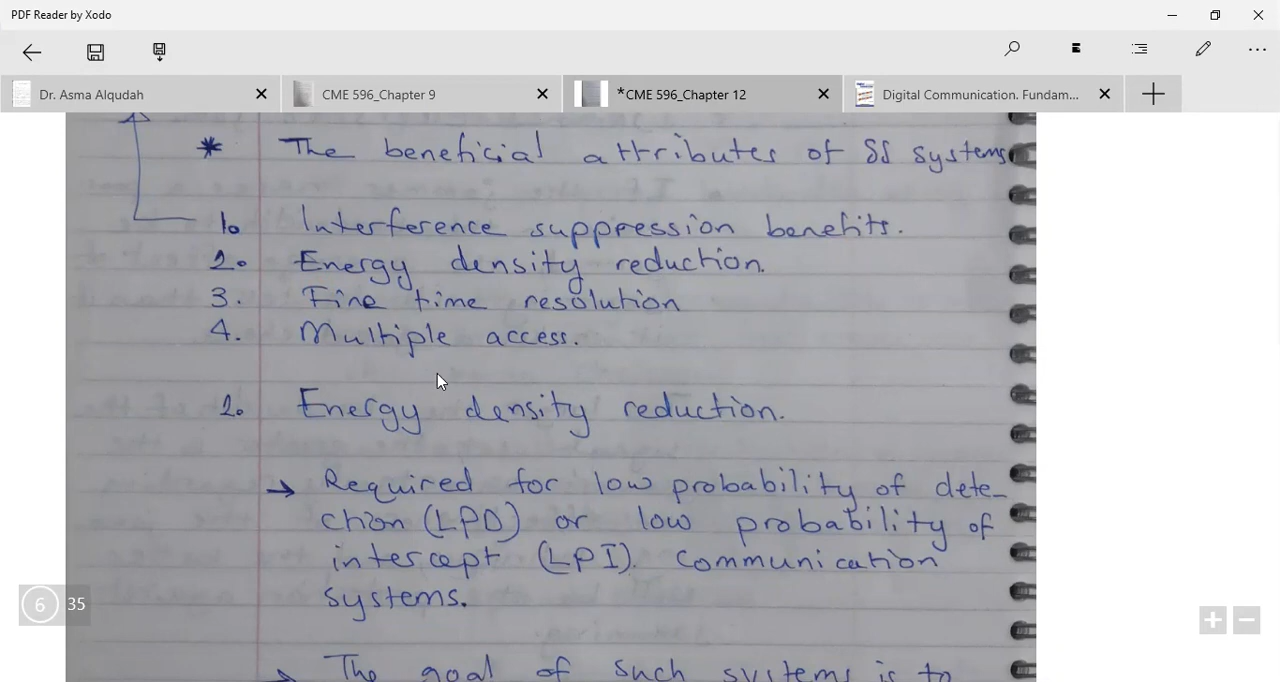 PDF Reader by Xodo
Dr. Asma Alqudah
CME 596_Chapter 9
*CME 596_Chapter 12
Digital Communication. Fundam...
* The beneficial attributes of SS systems
1. Interference suppression benefits.
2. Energy density reduction.
3. Fine time resolution
4. Multiple access.
2. Energy density reduction.
→ Required for low probability of dete-
ction (LPD) or low probability of
intercept (LPI). Communication
systems.
→ The goal of such systems is to
6 35